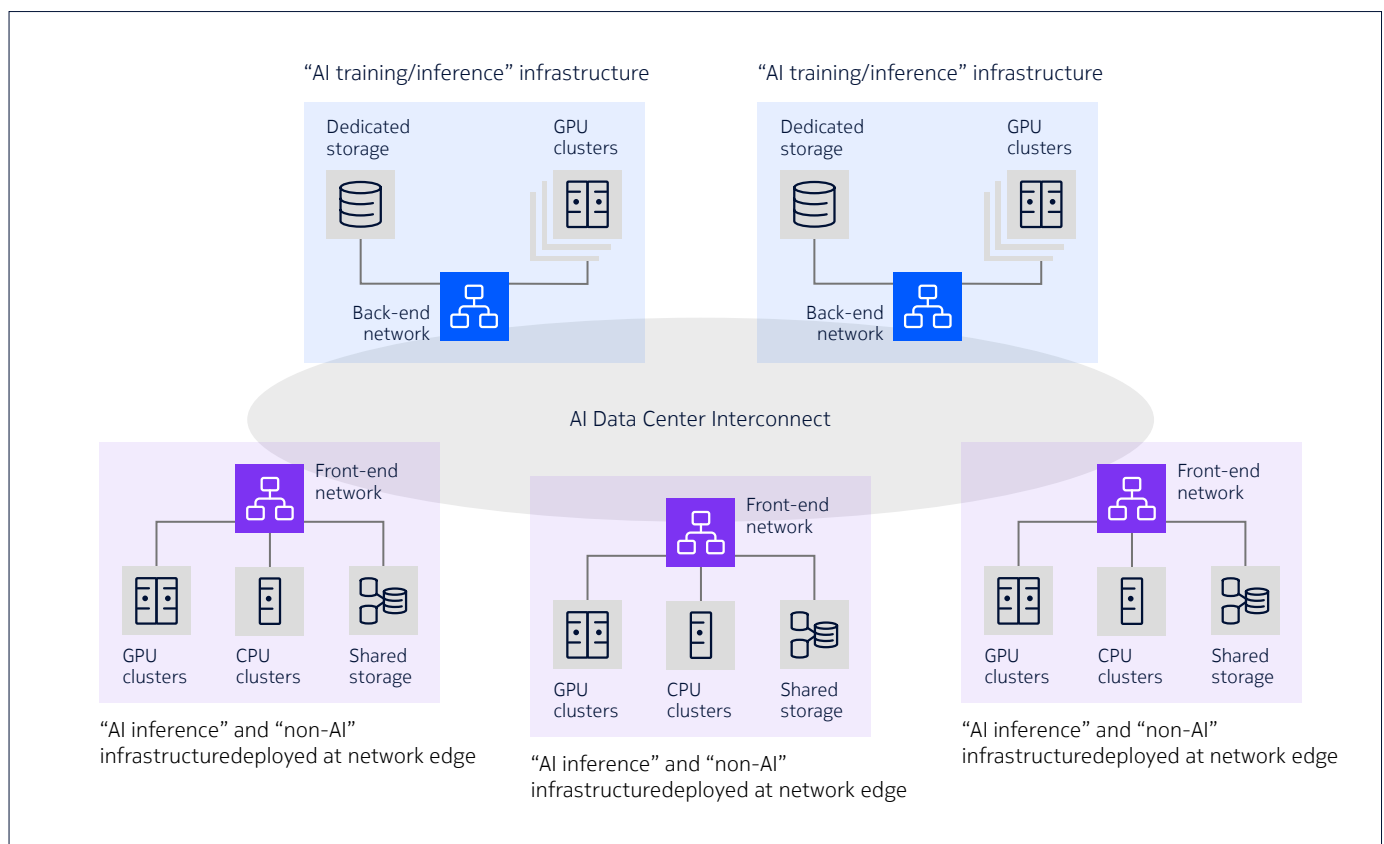 “AI training/inference” infrastructure
Dedicated
storage
GPU
clusters
Back-end
network
“AI training/inference” infrastructure
Dedicated
storage
GPU
clusters
Back-end
network
AI Data Center Interconnect
Front-end
network
GPU
clusters
CPU
clusters
Shared
storage
“AI inference” and “non-AI”
infrastructuredeployed at network edge
Front-end
network
GPU
clusters
CPU
clusters
Shared
storage
“AI inference” and “non-AI”
infrastructuredeployed at network edge
Front-end
network
GPU
clusters
CPU
clusters
Shared
storage
“AI inference” and “non-AI”
infrastructuredeployed at network edge